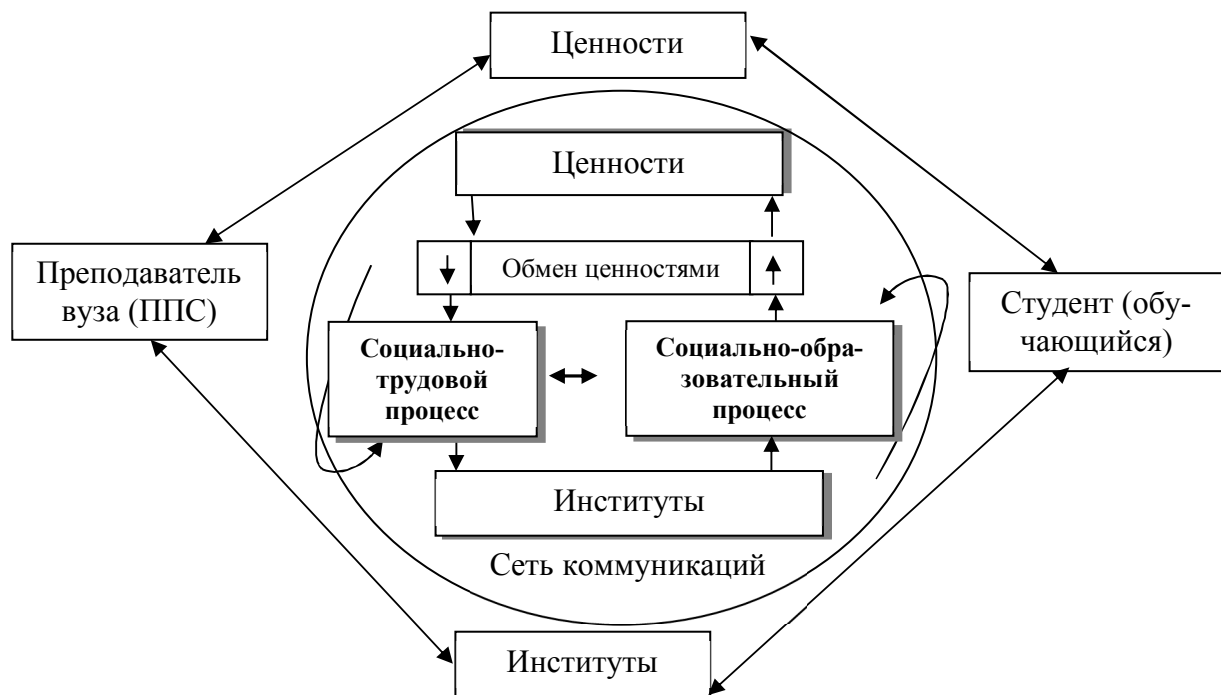 Ценности
Ценности
Обмен ценностями
Преподаватель
вуза (ППС)
Студент (обу-
чающийся)
Социально-
трудовой
процесс
Социально-обра-
зовательный
процесс
Институты
Сеть коммуникаций
Институты